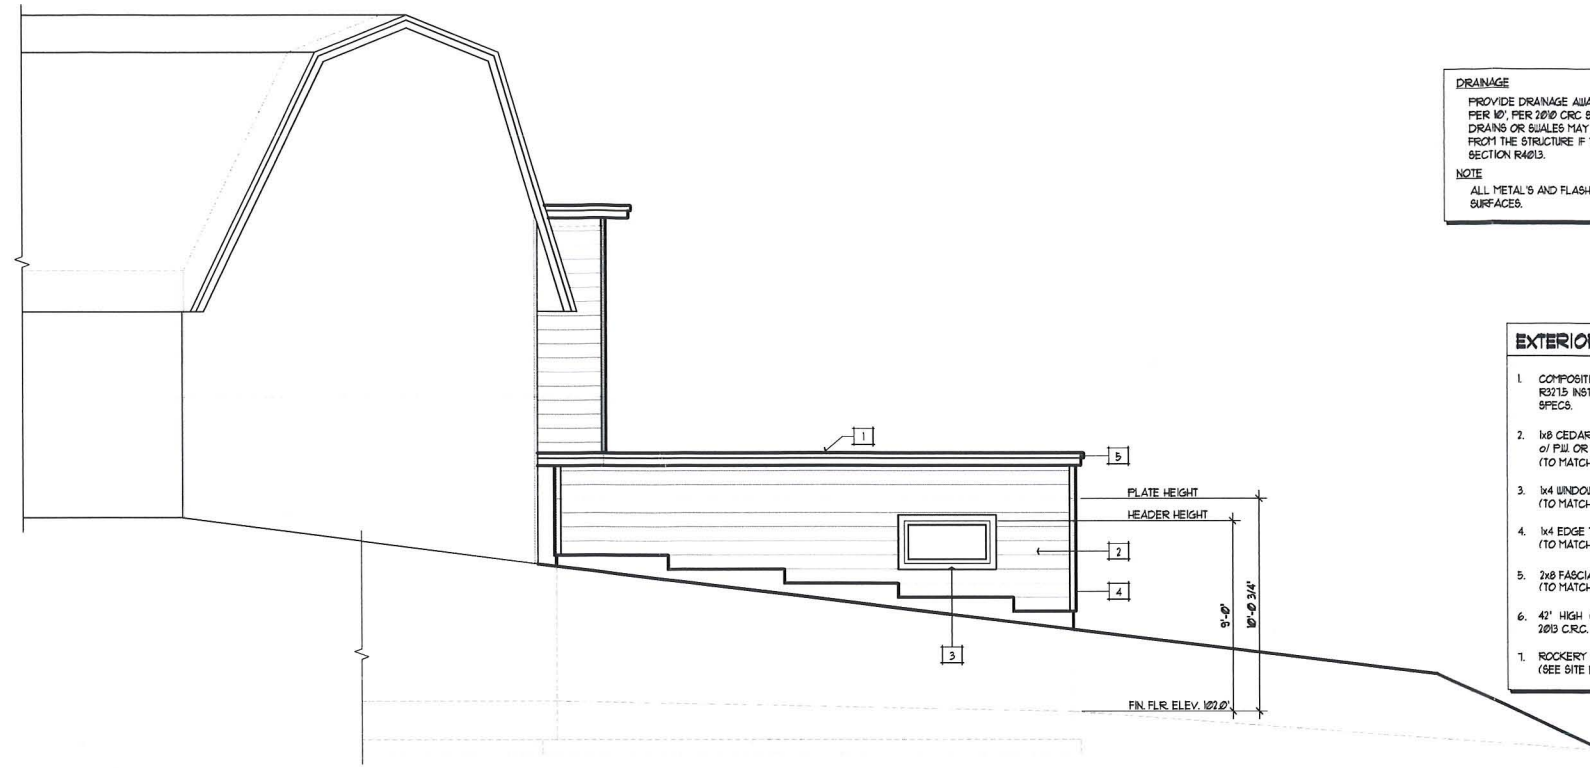 DRAINAGE
PROVIDE DRAINAGE
PER 10', PER 2010 CRC
DRAINS OR SWALES MAY
FROM THE STRUCTURE IF
SECTION R401.3.
NOTE
ALL METAL'S AND FLASH
SURFACES.
EXTERIOR
1. COMPOSITI
R327.5 INST
SPECS.
2. 1x8 CEDAR
o/ P.W. OR
(TO MATCH
3. 1x4 WINDOW
(TO MATCH
4. 1x4 EDGE
(TO MATCH
5. 2x8 FASCIA
(TO MATCH
6. 42" HIGH
2013 C.R.C.
7. ROCKERY
(SEE SITE
1
5
PLATE HEIGHT
HEADER HEIGHT
2
4
3
9'-0"
10'-0 3/4"
FIN. FLR. ELEV. 102.0'